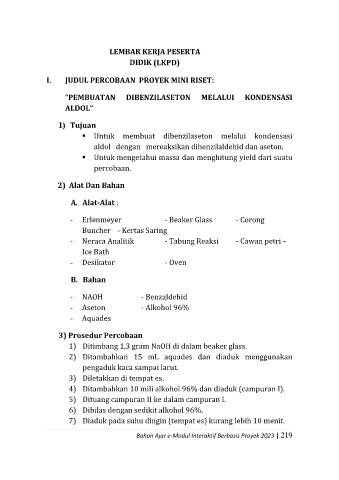 LEMBAR KERJA PESERTA
DIDIK (LKPD)
I. JUDUL PERCOBAAN PROYEK MINI RISET:
"PEMBUATAN DIBENZILASETON MELALUI KONDENSASI
ALDOL"
1) Tujuan
▪ Untuk membuat dibenzilaseton melalui kondensasi
aldol dengan mereaksikan dibenzilaldehid dan aseton.
▪ Untuk mengetahui massa dan menghitung yield dari suatu
percobaan.
2) Alat Dan Bahan
A. Alat-Alat :
- Erlenmeyer - Beaker Glass - Corong
Buncher - Kertas Saring
- Neraca Analitik - Tabung Reaksi - Cawan petri -
Ice Bath
- Desikator - Oven
B. Bahan
- NAOH - Benzaldehid
- Aseton - Alkohol 96%
- Aquades
3) Prosedur Percobaan
1) Ditimbang 1,3 gram NaOH di dalam beaker glass.
2) Ditambahkan 15 mL aquades dan diaduk menggunakan
pengaduk kaca sampai larut.
3) Diletakkan di tempat es.
4) Ditambahkan 10 mili alkohol 96% dan diaduk (campuran I).
5) Dituang campuran II ke dalam campuran I.
6) Dibilas dengan sedikit alkohol 96%.
7) Diaduk pada suhu dingin (tempat es) kurang lebih 10 menit.
Bahan Ajar e-Modul Interaktif Berbasis Proyek 2023 | 219